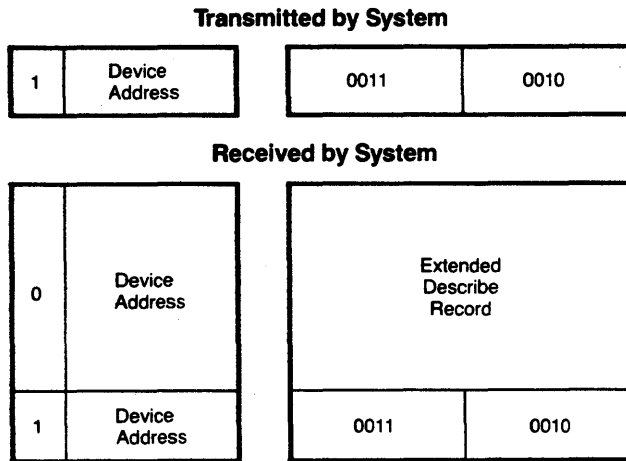 Transmitted by System
1
Device
Address
0011
0010
Received by System
0
Device
Address
Extended
Describe
Record
1
Device
Address
0011
0010